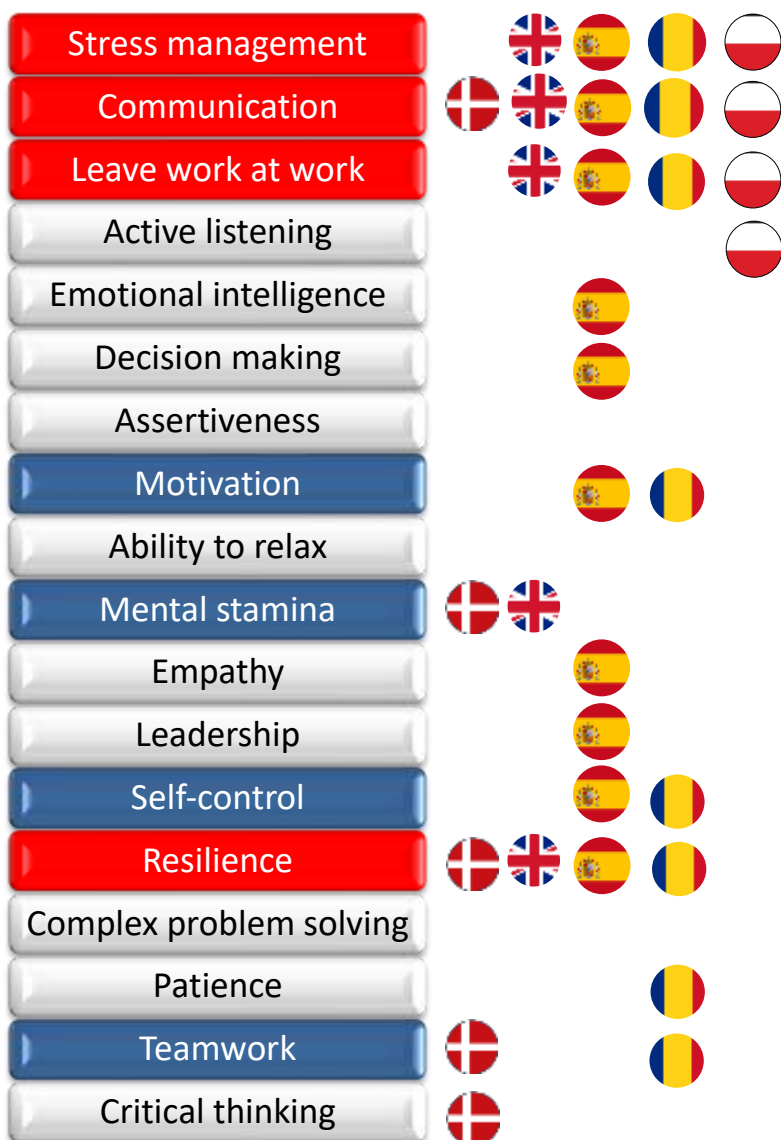 Stress management
Communication
Leave work at work
Active listening
Emotional intelligence
Decision making
Assertiveness
Motivation
Ability to relax
Mental stamina
Empathy
Leadership
Self-control
Resilience
Complex problem solving
Patience
Teamwork
Critical thinking